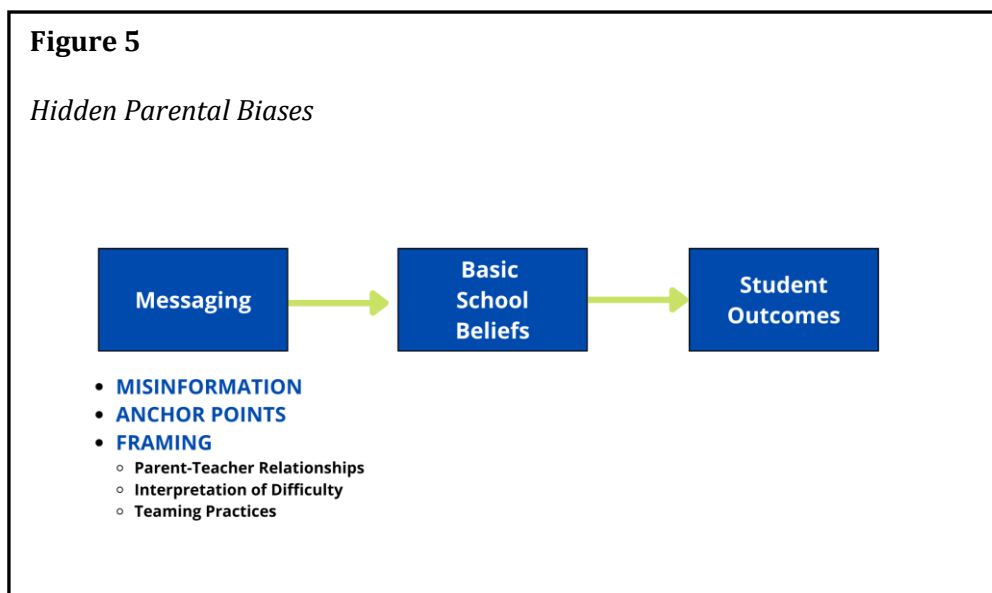 Figure 5
Hidden Parental Biases
Messaging
Basic
School
Beliefs
Student
Outcomes
• MISINFORMATION
• ANCHOR POINTS
• FRAMING
○ Parent-Teacher Relationships
○ Interpretation of Difficulty
○ Teaming Practices